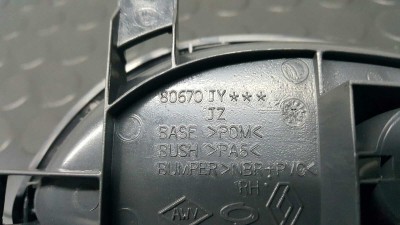 80670 JY***
JZ
BASE >POM<
BUSH >PA6<
BUMPER >NBR+PVC<
RH